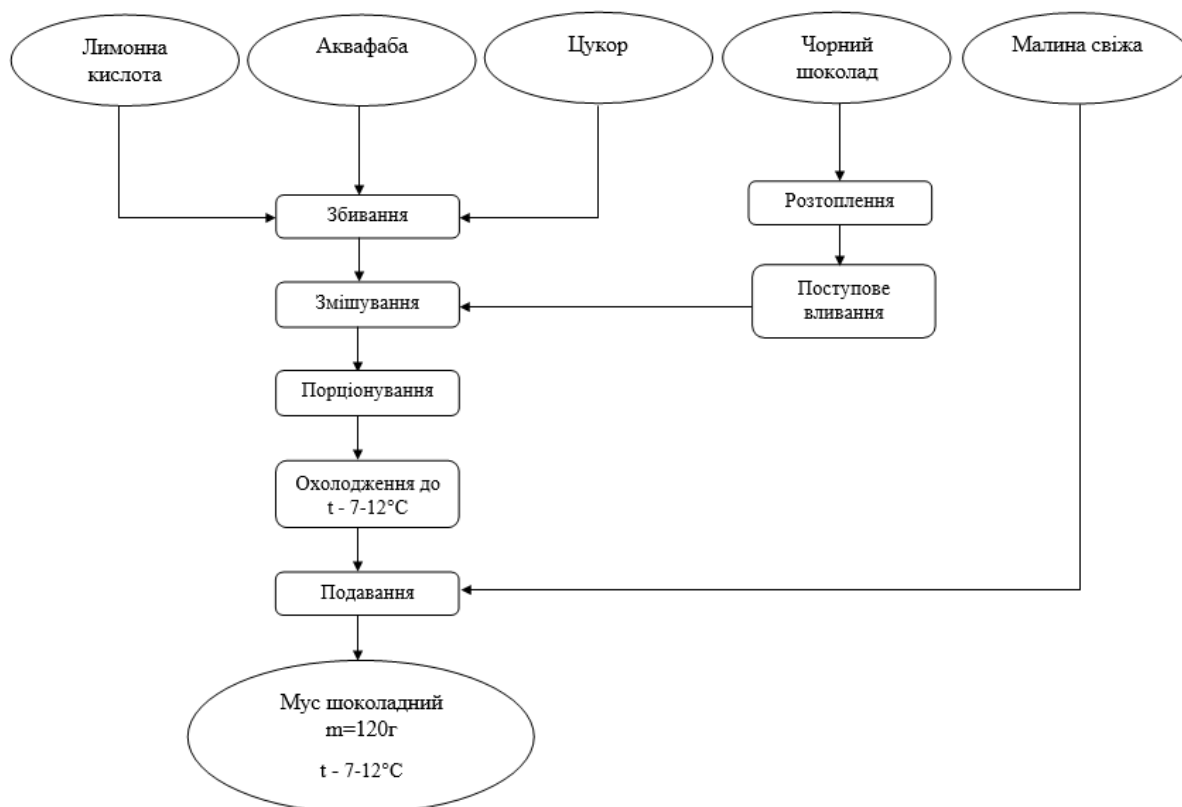 Лимонна
кислота
Аквафаба
Цукор
Чорний
шоколад
Малина свіжа
Збивання
Розтоплення
Змішування
Поступове
вливання
Порціонування
Охолодження до
t - 7-12°C
Подавання
Мус шоколадний
m=120г
t - 7-12°C